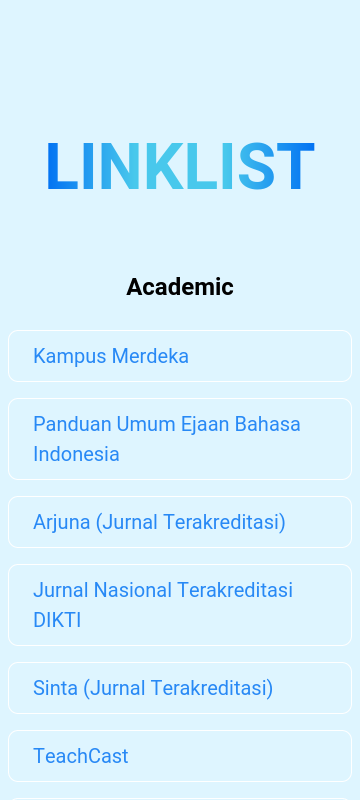 LINKLIST
Academic
Kampus Merdeka
Panduan Umum Ejaan Bahasa
Indonesia
Arjuna (Jurnal Terakreditasi)
Jurnal Nasional Terakreditasi
DIKTI
Sinta (Jurnal Terakreditasi)
TeachCast